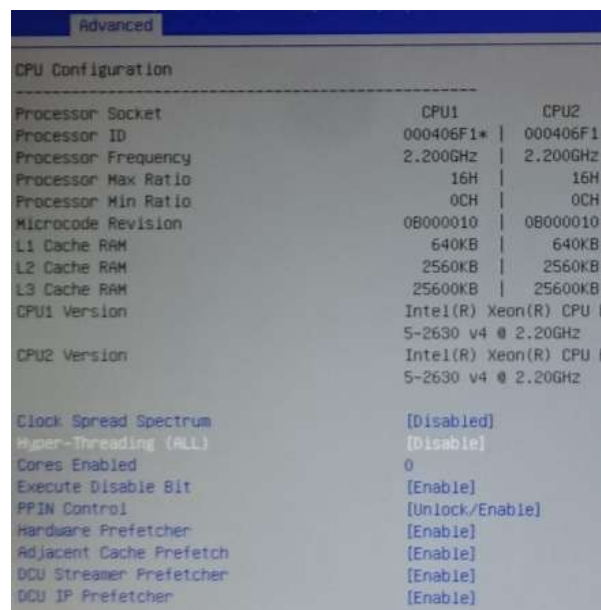 Advanced
CPU Configuration
Processor Socket CPU1 CPU2
Processor ID 000406F1* | 000406F1
Processor Frequency 2.200GHz | 2.200GHz
Processor Max Ratio 16H | 16H
Processor Min Ratio 0CH | 0CH
Microcode Revision 0B000010 | 0B000010
L1 Cache RAM 640KB | 640KB
L2 Cache RAM 2560KB | 2560KB
L3 Cache RAM 25600KB | 25600KB
CPU1 Version Intel(R) Xeon(R) CPU
5-2630 v4 @ 2.20GHz
CPU2 Version Intel(R) Xeon(R) CPU
5-2630 v4 @ 2.20GHz
Clock Spread Spectrum [Disabled]
Hyper-Threading (ALL) [Disable]
Cores Enabled 0
Execute Disable Bit [Enable]
PPIN Control [Unlock/Enable]
Hardware Prefetcher [Enable]
Adjacent Cache Prefetch [Enable]
DCU Streamer Prefetcher [Enable]
DCU IP Prefetcher [Enable]